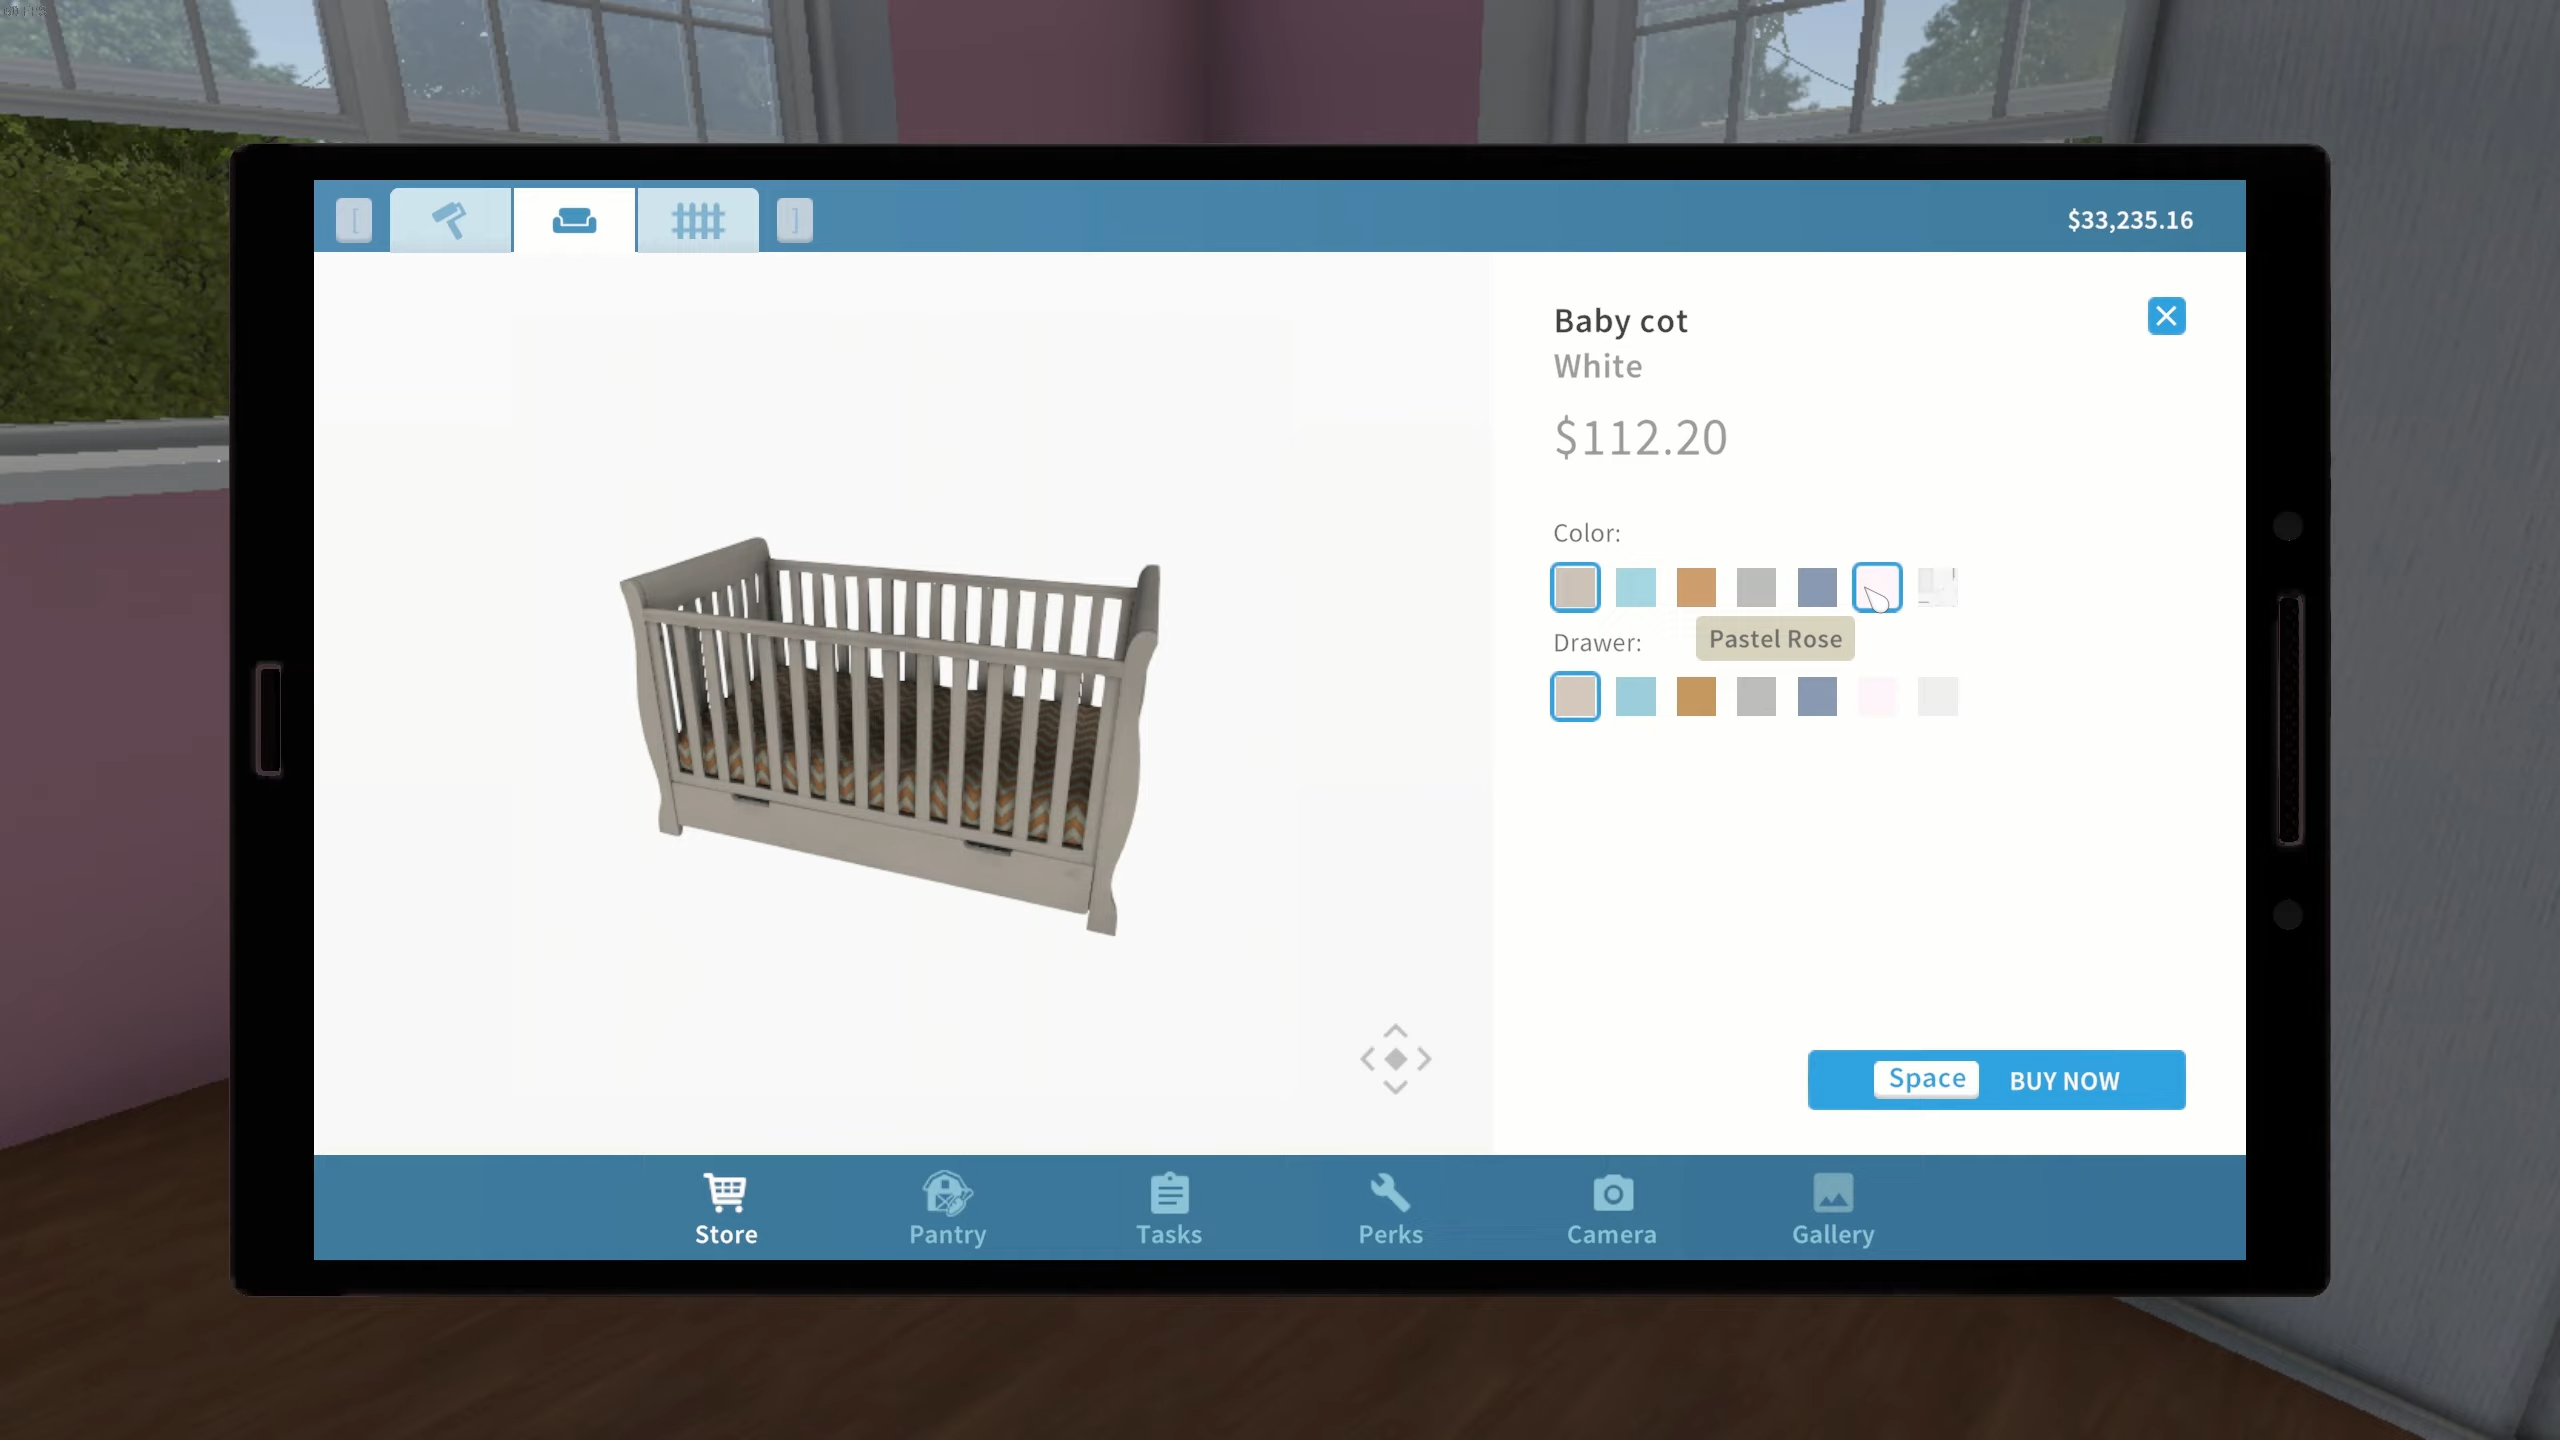 [
]
$33,235.16
Baby cot
White
$112.20
Color:
Pastel Rose
Drawer:
Space BUY NOW
Store
Pantry
Tasks
Perks
Camera
Gallery